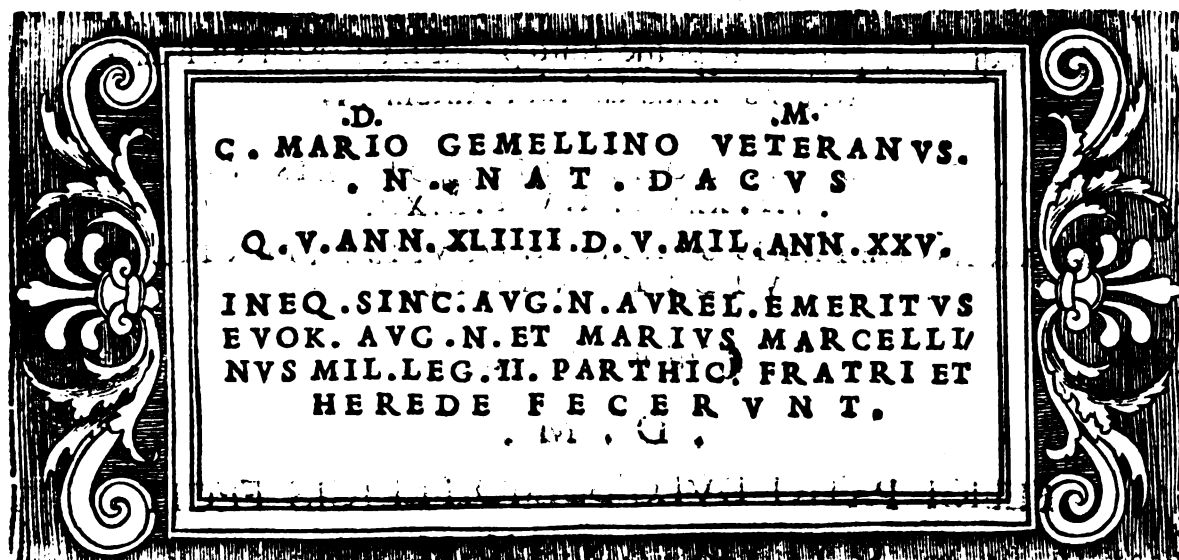 .D. .M.
C. MARIO GEMELLINO VETERANVS.
. N. NAT. DACVS
Q.V.ANN.XLIIII.D.V.MIL.ANN.XXV.
INEQ.SINC.AVG.N.AVREL.EMERITVS
EVOK. AVG.N.ET MARIVS MARCELLI
NVS MIL.LEG.II. PARTHIC. FRATRI ET
HEREDE FECERVNT.